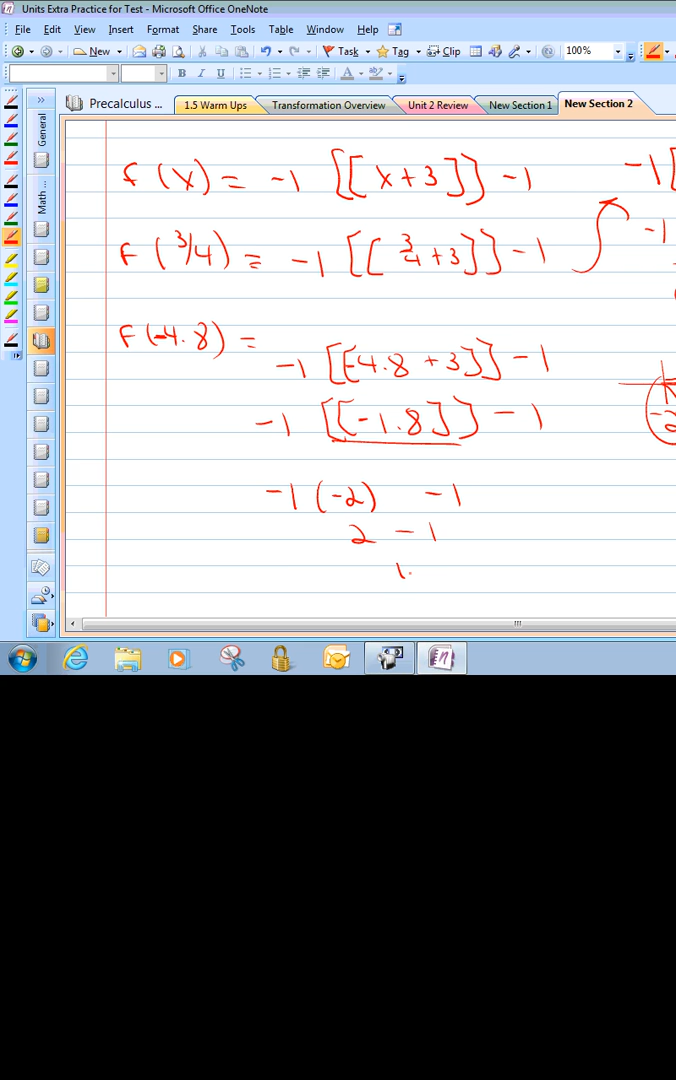 Units Extra Practice for Test - Microsoft Office OneNote
File Edit View Insert Format Share Tools Table Window Help
New Task Tag Clip 100%
B I U A
General
Math ...
Precalculus ... 1.5 Warm Ups Transformation Overview Unit 2 Review New Section 1 New Section 2
f(x) = -1 [[x+3]] -1
-1[
f(3/4) = -1 [[3/4+3]] -1
-1
f(-4.8) =
-1 [[-4.8+3]] -1
-1 [[-1.8]] -1
-2
-1 (-2) -1
2 -1
1.